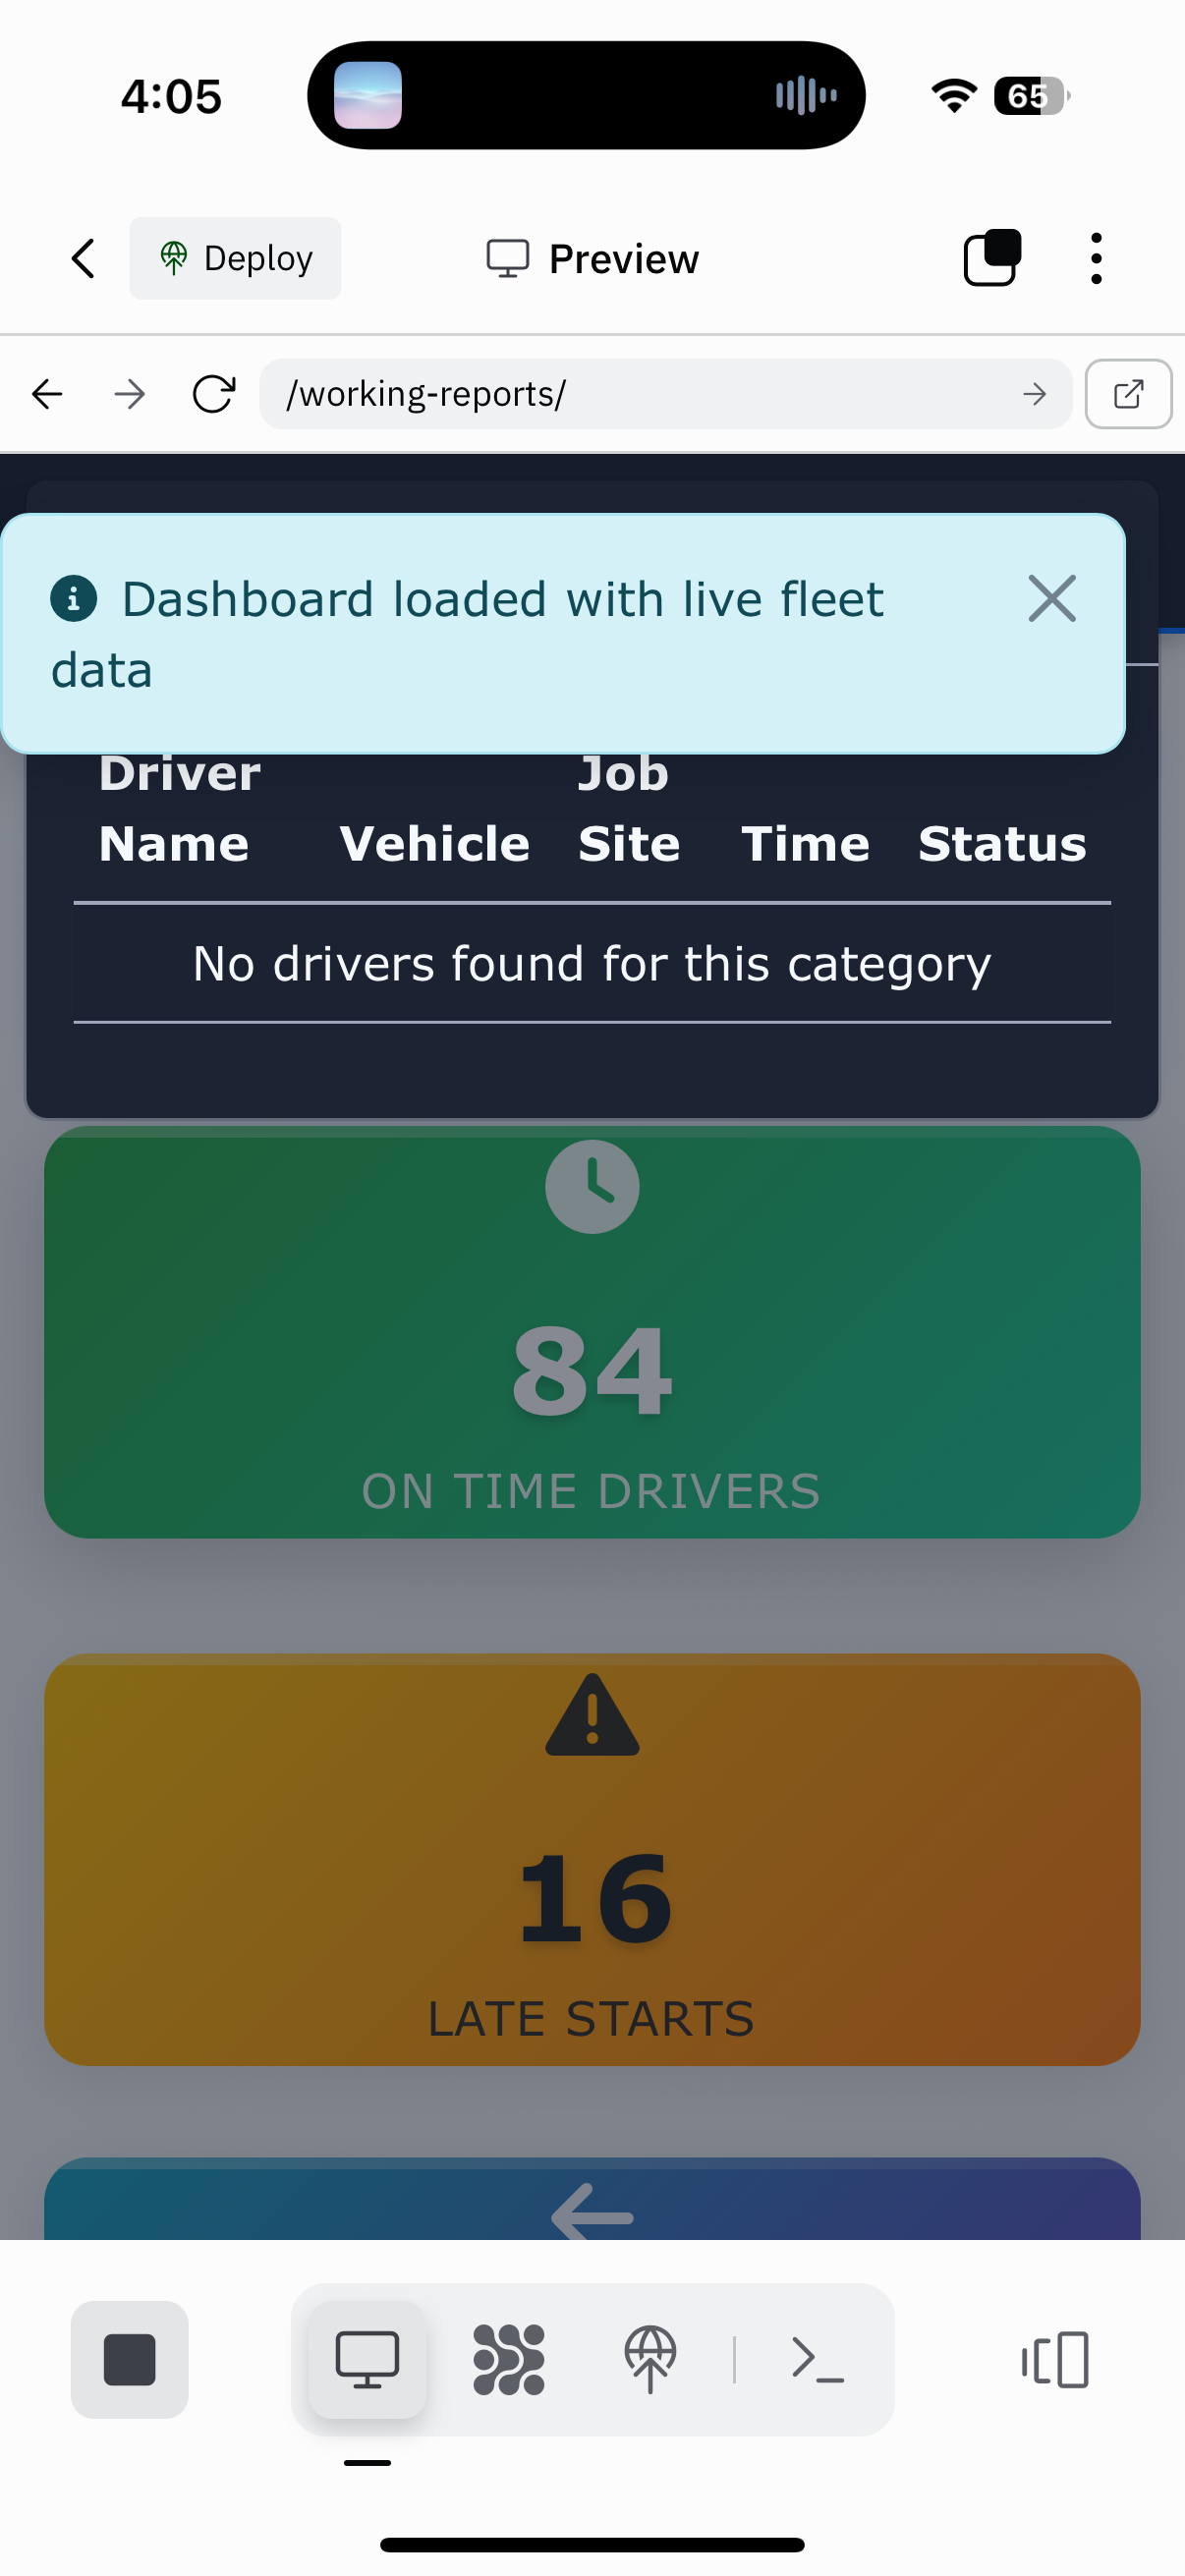 4:05
65
Deploy
Preview
/working-reports/
Dashboard loaded with live fleet
data
Driver Job
Name Vehicle Site Time Status
No drivers found for this category
84
ON TIME DRIVERS
16
LATE STARTS